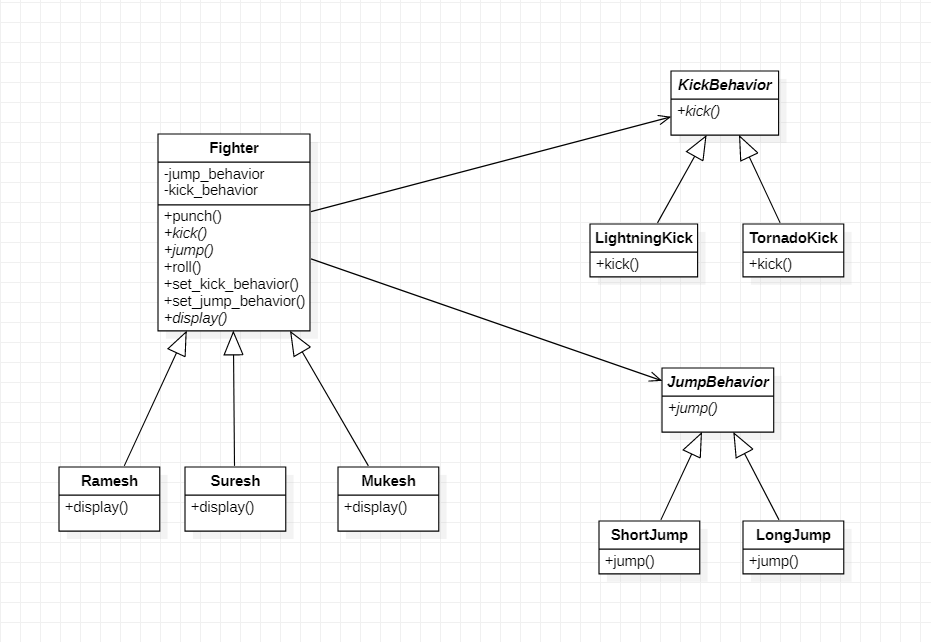 Fighter
-jump_behavior
-kick_behavior
+punch()
+kick()
+jump()
+roll()
+set_kick_behavior()
+set_jump_behavior()
+display()
KickBehavior
+kick()
LightningKick
+kick()
TornadoKick
+kick()
JumpBehavior
+jump()
Ramesh
+display()
Suresh
+display()
Mukesh
+display()
ShortJump
+jump()
LongJump
+jump()